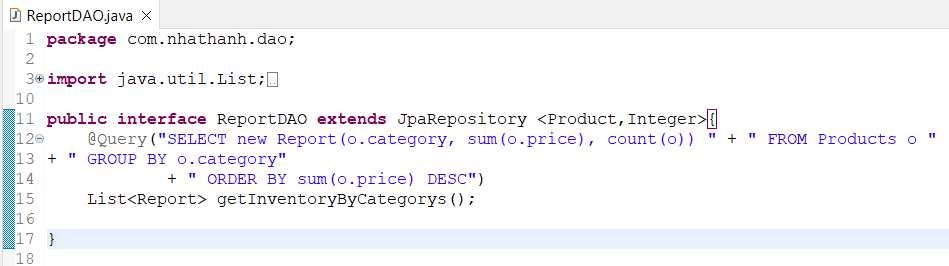 ReportDAO.java
1 package com.nhathanh.dao;
2
3 import java.util.List;
10
11 public interface ReportDAO extends JpaRepository <Product,Integer>{
12 @Query("SELECT new Report(o.category, sum(o.price), count(o)) " + " FROM Products o "
13 + " GROUP BY o.category"
14 + " ORDER BY sum(o.price) DESC")
15 List<Report> getInventoryByCategorys();
16
17 }
18